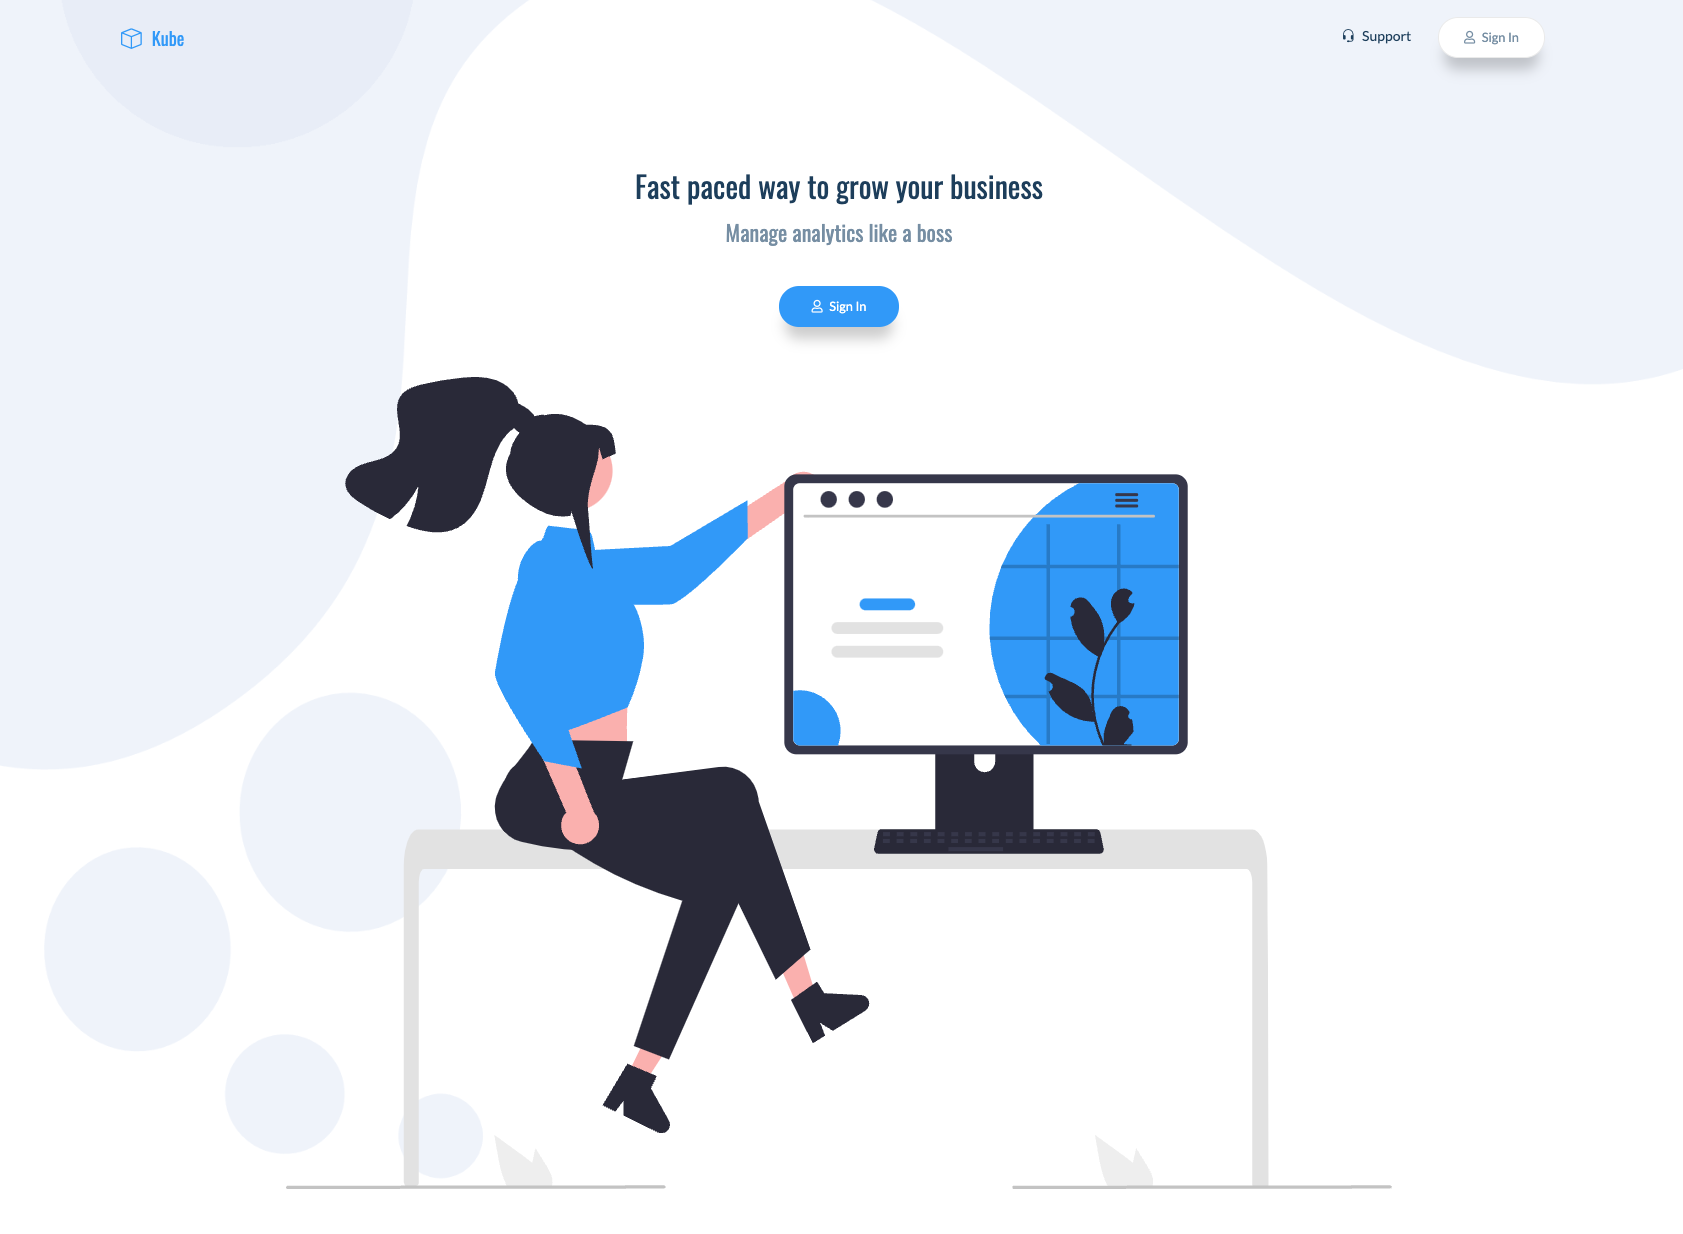 Kube
Support
Sign In
Fast paced way to grow your business
Manage analytics like a boss
Sign In